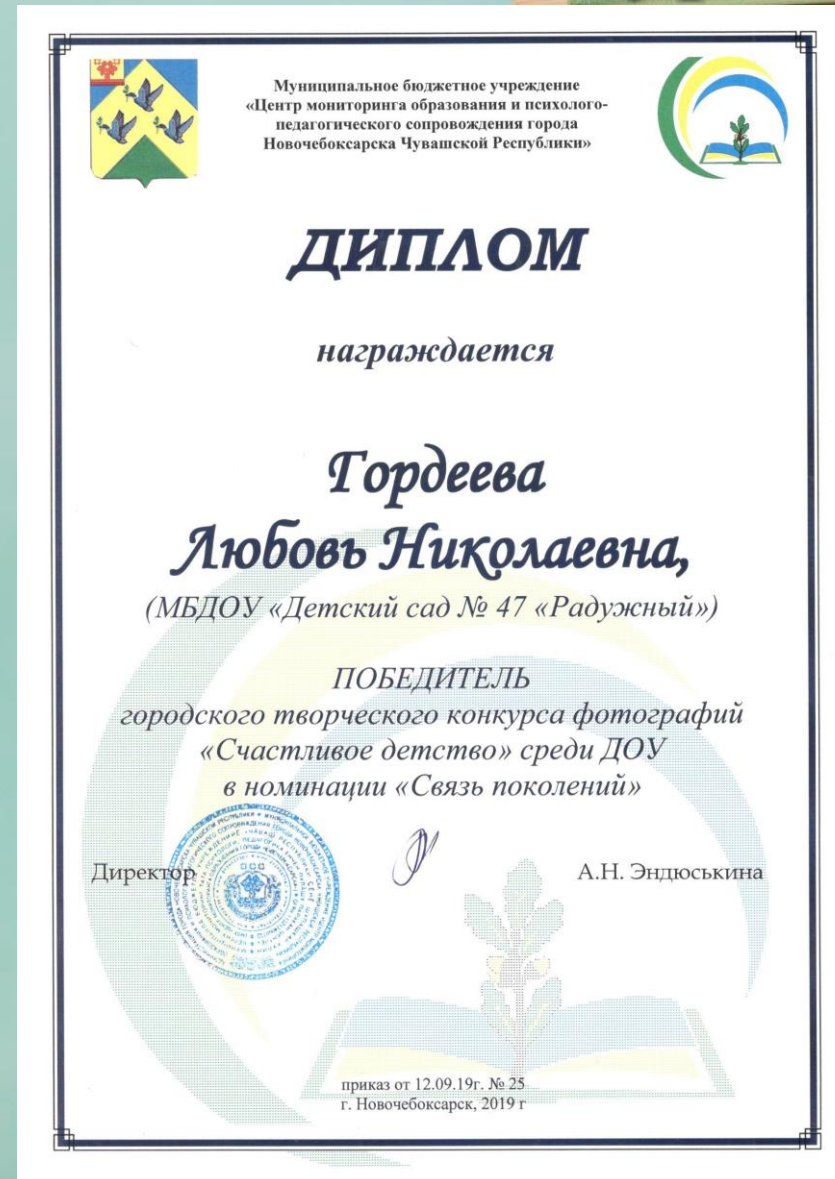 Муниципальное бюджетное учреждение
«Центр мониторинга образования и психолого-
педагогического сопровождения города
Новочебоксарска Чувашской Республики»
ДИПЛОМ
награждается
Гордеева
Любовь Николаевна,
(МБДОУ «Детский сад № 47 «Радужный»)
ПОБЕДИТЕЛЬ
городского творческого конкурса фотографий
«Счастливое детство» среди ДОУ
в номинации «Связь поколений»
Директор
А.Н. Эндюськина
приказ от 12.09.19г. № 25
г. Новочебоксарск, 2019 г